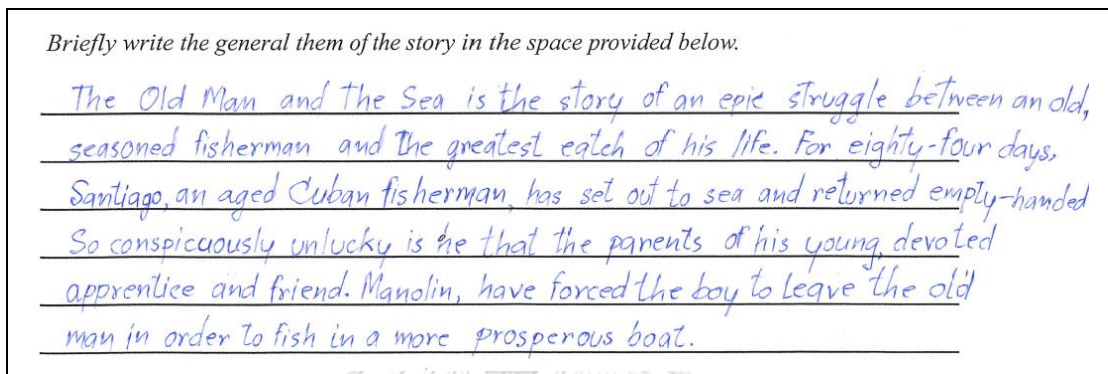 Briefly write the general them of the story in the space provided below.
The Old Man and the Sea is the story of an epic struggle between an old,
seasoned fisherman and the greatest catch of his life. For eighty-four days,
Santiago, an aged Cuban fisherman, has set out to sea and returned empty-handed
So conspicuously unlucky is he that the parents of his young, devoted
apprentice and friend. Manolin, have forced the boy to leave the old
man in order to fish in a more prosperous boat.